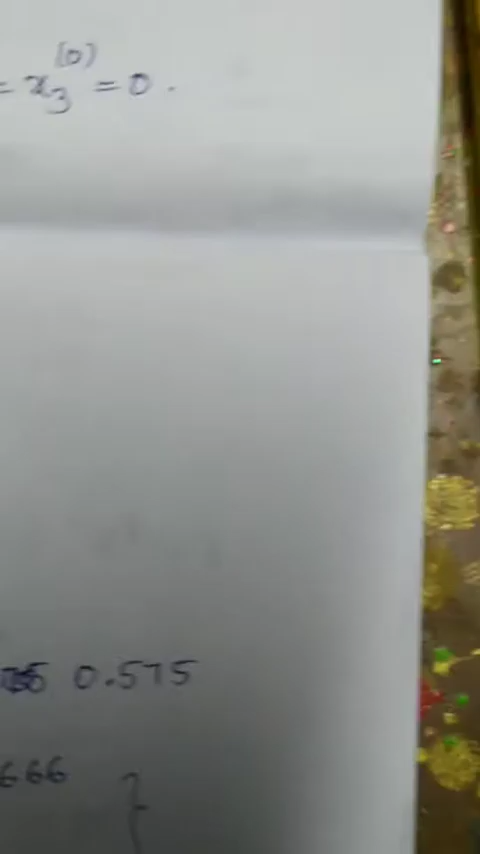 = x₃⁽⁰⁾ = 0 .
0.575
666
}